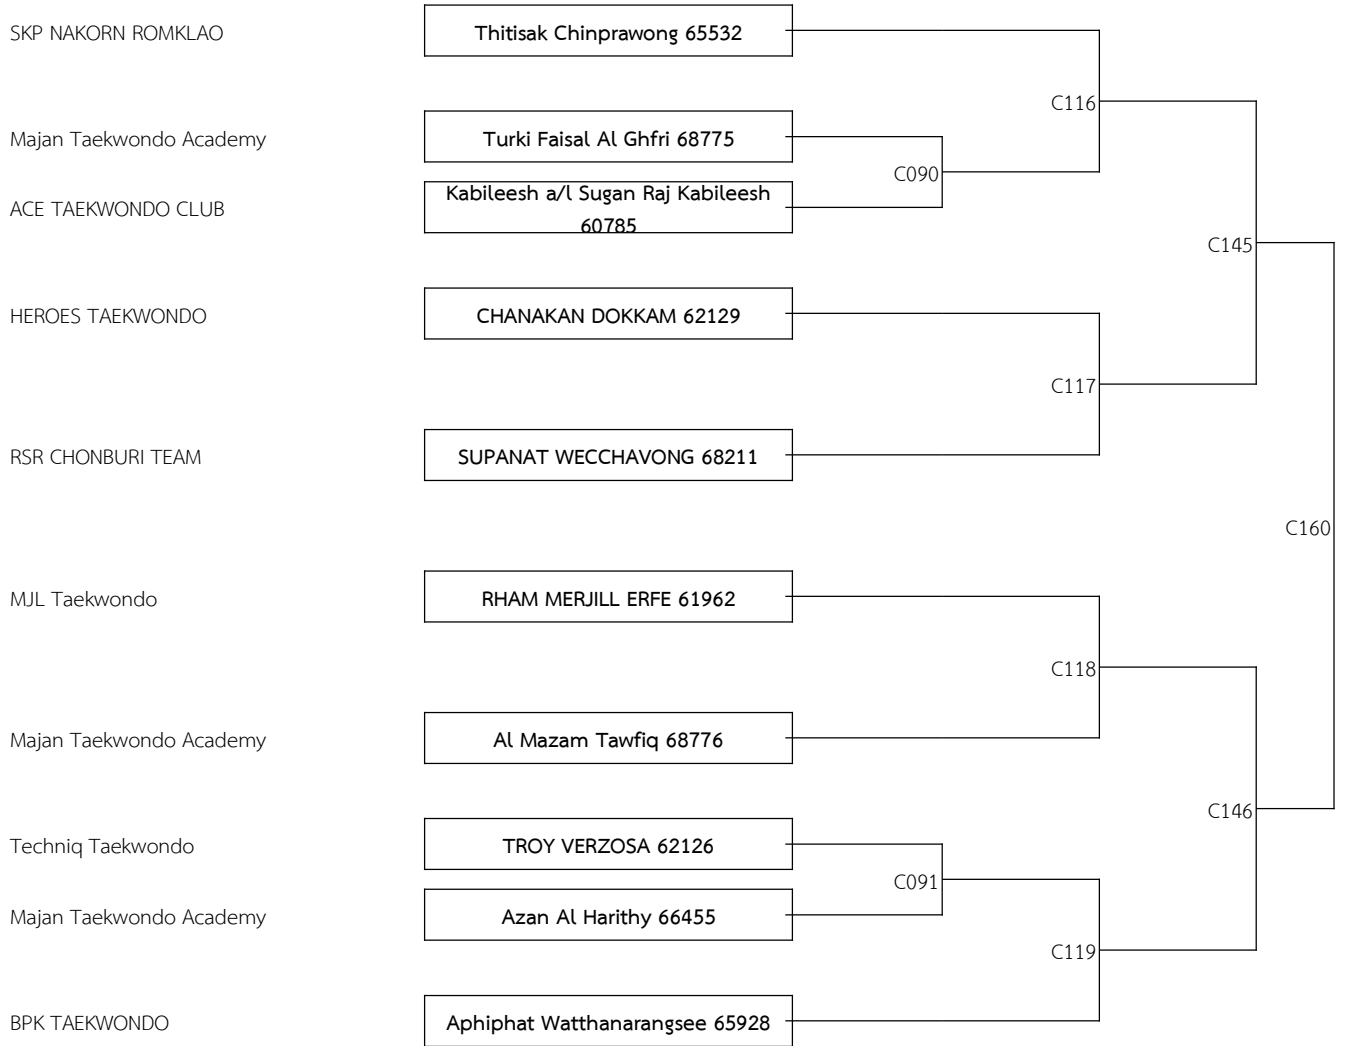 SKP NAKORN ROMKLAO
Thitisak Chinprawong 65532
C116
Majan Taekwondo Academy
Turki Faisal Al Ghfri 68775
C090
ACE TAEKWONDO CLUB
Kabileesh a/l Sugan Raj Kabileesh
60785
C145
HEROES TAEKWONDO
CHANAKAN DOKKAM 62129
C117
RSR CHONBURI TEAM
SUPANAT WECCHAVONG 68211
C160
MJL Taekwondo
RHAM MERJILL ERFE 61962
C118
Majan Taekwondo Academy
Al Mazam Tawfiq 68776
C146
Techniq Taekwondo
TROY VERZOSA 62126
C091
Majan Taekwondo Academy
Azan Al Harithy 66455
C119
BPK TAEKWONDO
Aphiphat Watthanarangsee 65928